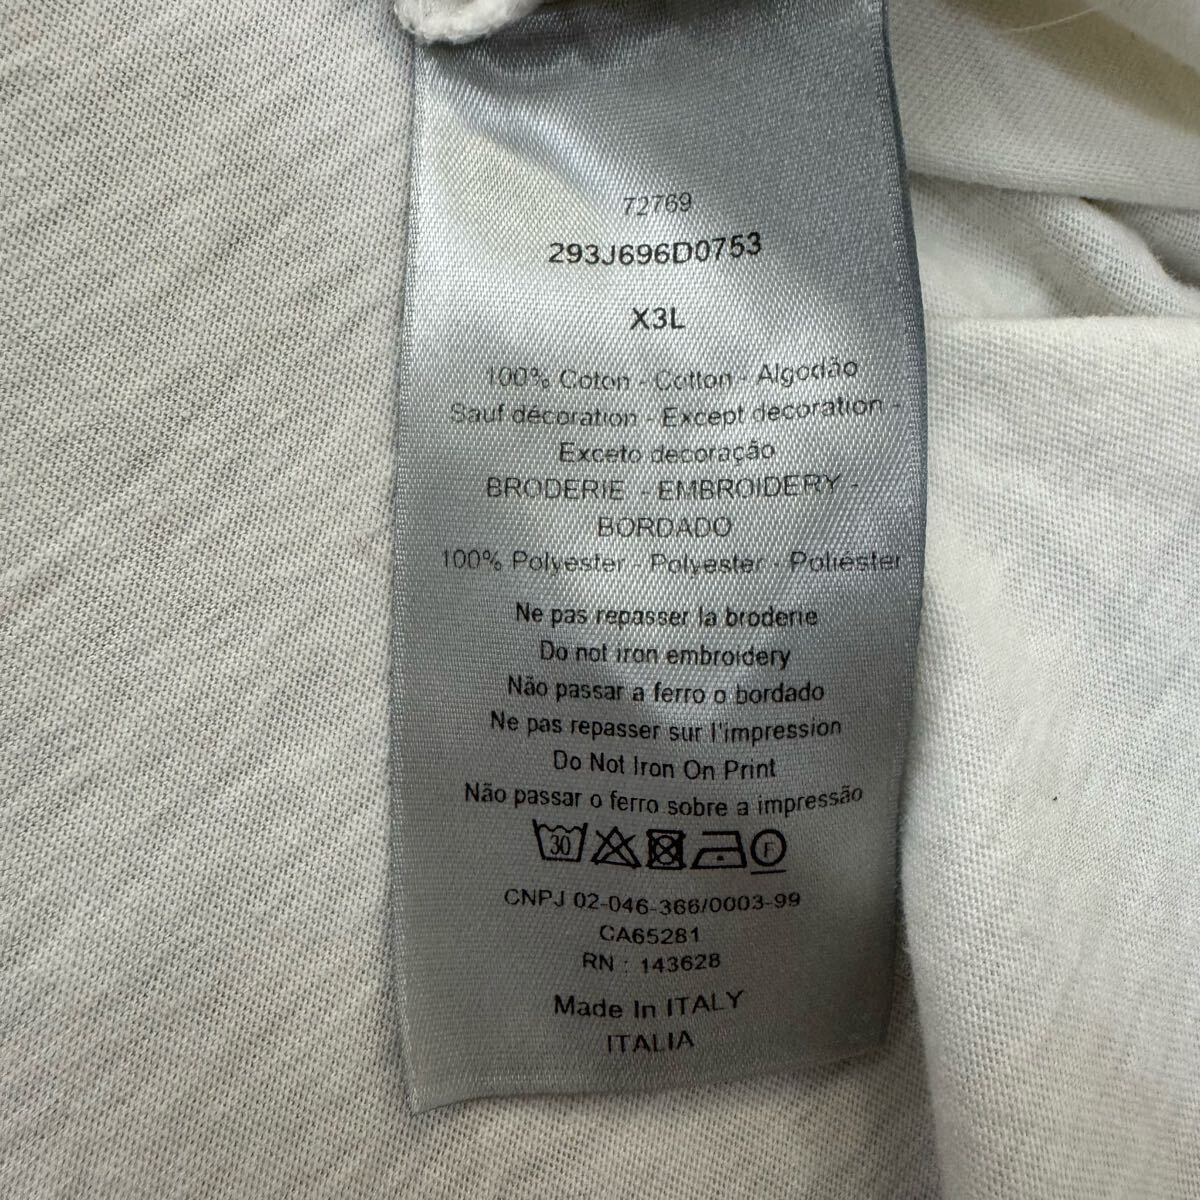 72769
293J696D0753
X3L
100% Coton - Cotton - Algodão
Sauf décoration - Except decoration -
Exceto decoração
BRODERIE - EMBROIDERY -
BORDADO
100% Polyester - Polyester - Poliéster
Ne pas repasser la broderie
Do not iron embroidery
Não passar a ferro o bordado
Ne pas repasser sur l'impression
Do Not Iron On Print
Não passar o ferro sobre a impressão
30 F
CNPJ 02-046-366/0003-99
CA65281
RN : 143628
Made In ITALY
ITALIA